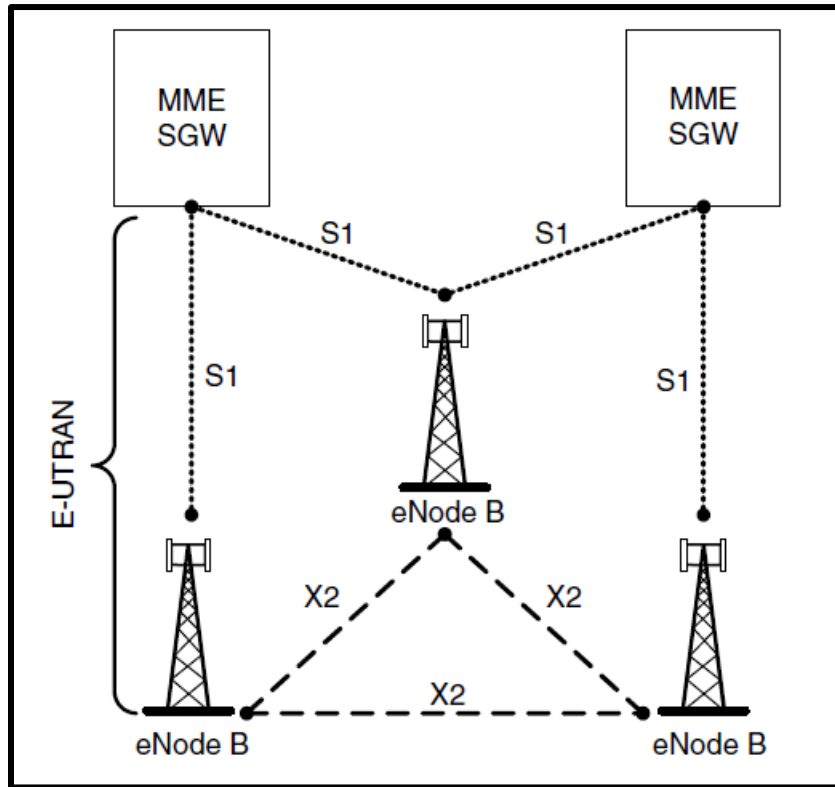 MME
SGW
MME
SGW
S1
S1
S1
S1
E-UTRAN
eNode B
X2
X2
X2
eNode B
eNode B